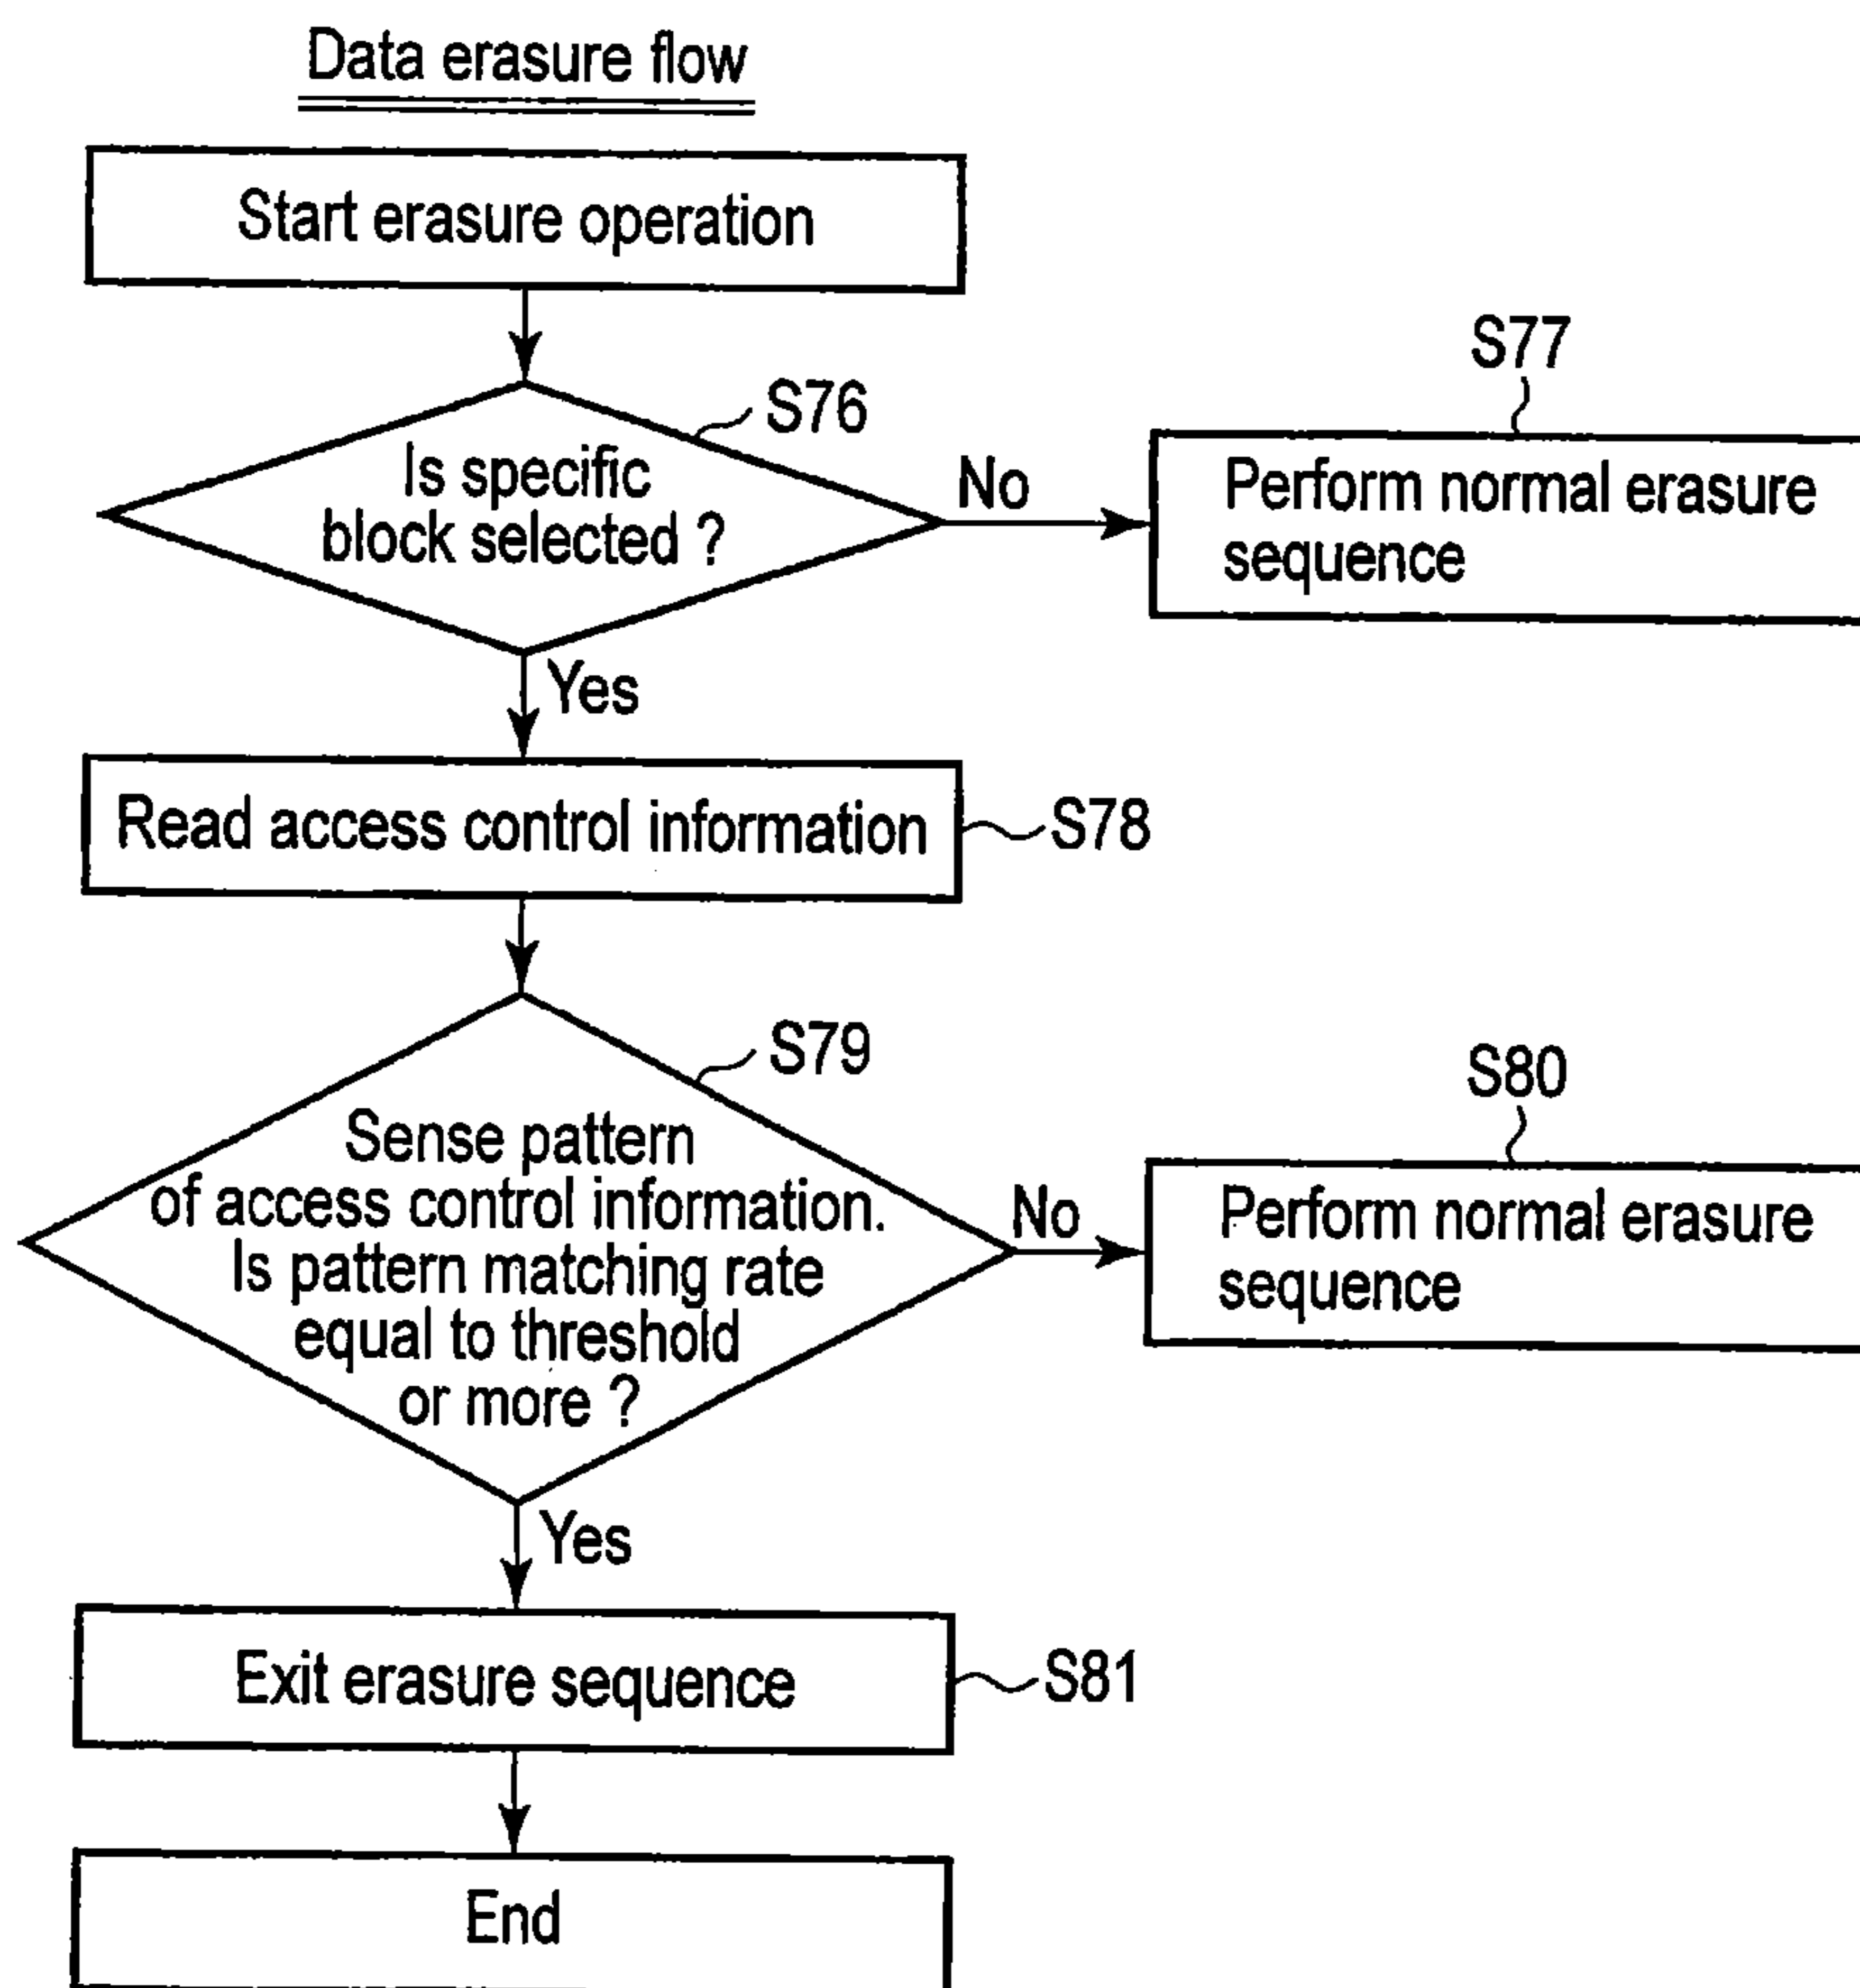 Data erasure flow
Start erasure operation
S76
Is specific
block selected ?
No
S77
Perform normal erasure
sequence
Yes
Read access control information
S78
S79
Sense pattern
of access control information.
Is pattern matching rate
equal to threshold
or more ?
No
S80
Perform normal erasure
sequence
Yes
Exit erasure sequence
S81
End